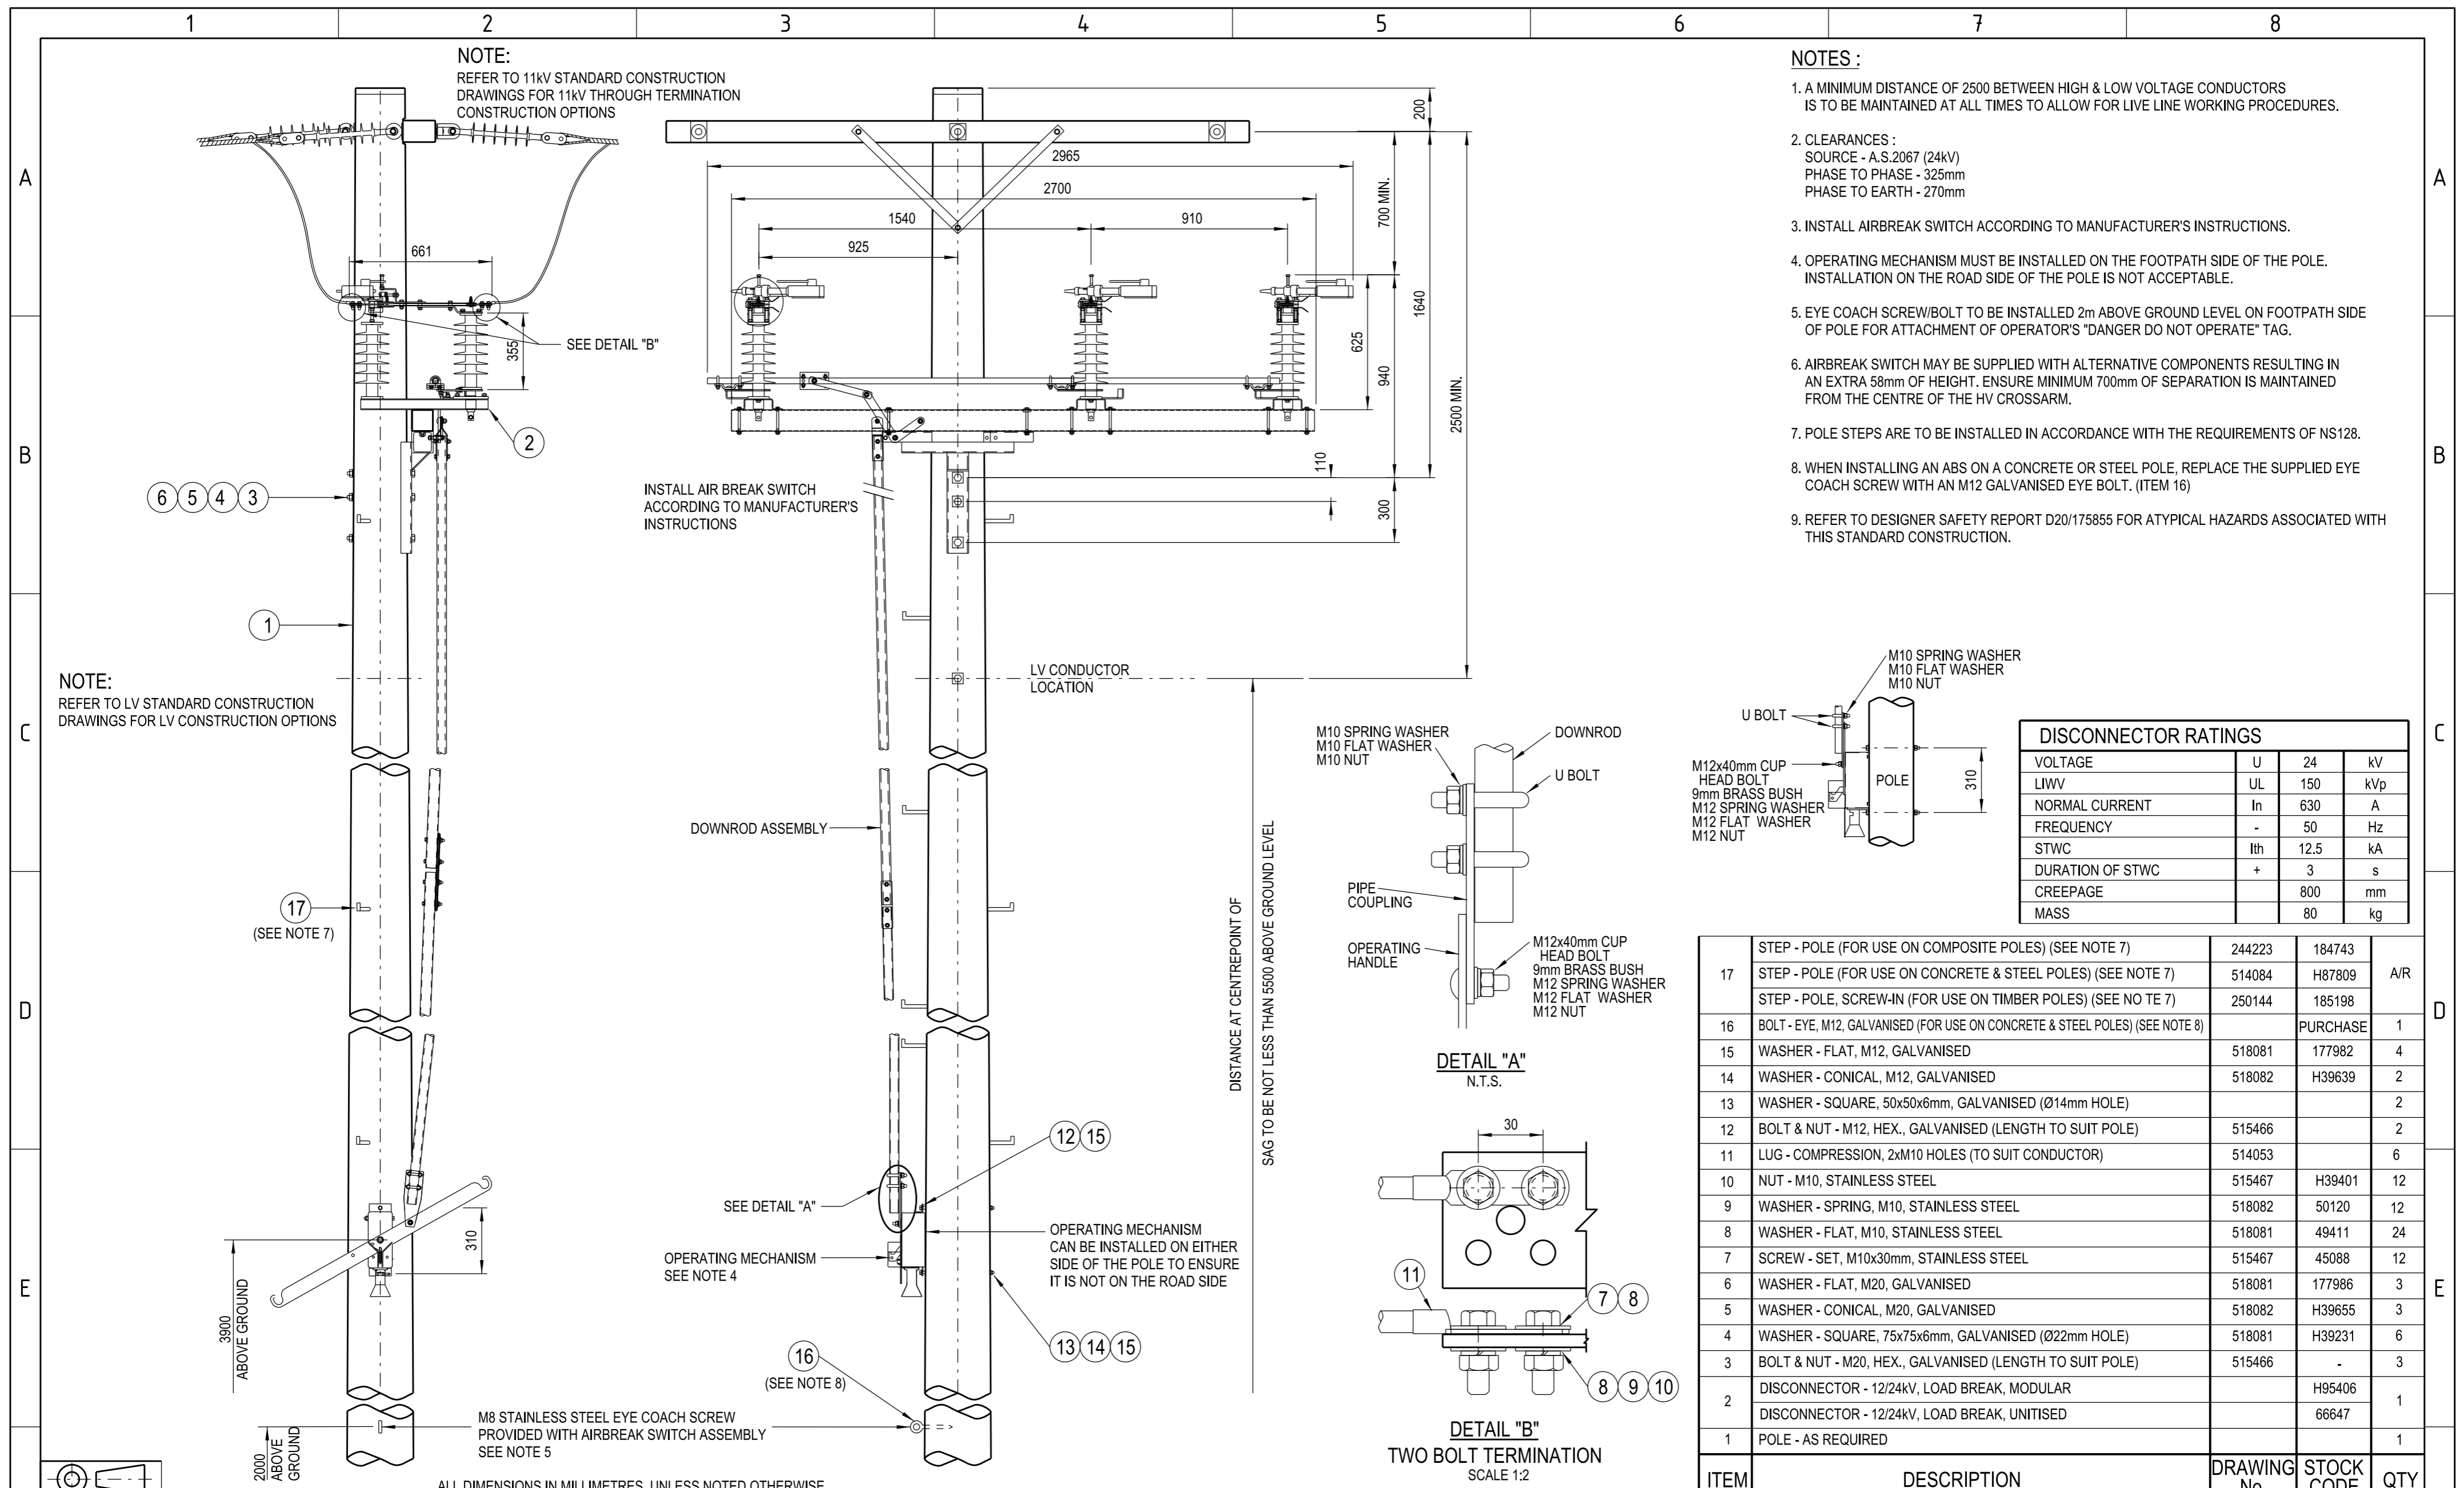 1 2 3 4 5 6 7 8
A A
B B
C C
D D
E E
NOTE:
REFER TO 11kV STANDARD CONSTRUCTION
DRAWINGS FOR 11kV THROUGH TERMINATION
CONSTRUCTION OPTIONS
661
355
SEE DETAIL "B"
2
6 5 4 3
1
NOTE:
REFER TO LV STANDARD CONSTRUCTION
DRAWINGS FOR LV CONSTRUCTION OPTIONS
17
(SEE NOTE 7)
310
3900
ABOVE GROUND
2000
ABOVE
GROUND
M8 STAINLESS STEEL EYE COACH SCREW
PROVIDED WITH AIRBREAK SWITCH ASSEMBLY
SEE NOTE 5
ALL DIMENSIONS IN MILLIMETRES, UNLESS NOTED OTHERWISE
200
2965
2700
1540
910
925
700 MIN.
1640
625
940
2500 MIN.
110
300
INSTALL AIR BREAK SWITCH
ACCORDING TO MANUFACTURER'S
INSTRUCTIONS
LV CONDUCTOR
LOCATION
DOWNROD ASSEMBLY
DISTANCE AT CENTREPOINT OF
SAG TO BE NOT LESS THAN 5500 ABOVE GROUND LEVEL
12 15
SEE DETAIL "A"
OPERATING MECHANISM
SEE NOTE 4
OPERATING MECHANISM
CAN BE INSTALLED ON EITHER
SIDE OF THE POLE TO ENSURE
IT IS NOT ON THE ROAD SIDE
13 14 15
16
(SEE NOTE 8)
NOTES :
1. A MINIMUM DISTANCE OF 2500 BETWEEN HIGH & LOW VOLTAGE CONDUCTORS
IS TO BE MAINTAINED AT ALL TIMES TO ALLOW FOR LIVE LINE WORKING PROCEDURES.
2. CLEARANCES :
SOURCE - A.S.2067 (24kV)
PHASE TO PHASE - 325mm
PHASE TO EARTH - 270mm
3. INSTALL AIRBREAK SWITCH ACCORDING TO MANUFACTURER'S INSTRUCTIONS.
4. OPERATING MECHANISM MUST BE INSTALLED ON THE FOOTPATH SIDE OF THE POLE.
INSTALLATION ON THE ROAD SIDE OF THE POLE IS NOT ACCEPTABLE.
5. EYE COACH SCREW/BOLT TO BE INSTALLED 2m ABOVE GROUND LEVEL ON FOOTPATH SIDE
OF POLE FOR ATTACHMENT OF OPERATOR'S "DANGER DO NOT OPERATE" TAG.
6. AIRBREAK SWITCH MAY BE SUPPLIED WITH ALTERNATIVE COMPONENTS RESULTING IN
AN EXTRA 58mm OF HEIGHT. ENSURE MINIMUM 700mm OF SEPARATION IS MAINTAINED
FROM THE CENTRE OF THE HV CROSSARM.
7. POLE STEPS ARE TO BE INSTALLED IN ACCORDANCE WITH THE REQUIREMENTS OF NS128.
8. WHEN INSTALLING AN ABS ON A CONCRETE OR STEEL POLE, REPLACE THE SUPPLIED EYE
COACH SCREW WITH AN M12 GALVANISED EYE BOLT. (ITEM 16)
9. REFER TO DESIGNER SAFETY REPORT D20/175855 FOR ATYPICAL HAZARDS ASSOCIATED WITH
THIS STANDARD CONSTRUCTION.
M10 SPRING WASHER
M10 FLAT WASHER
M10 NUT
DOWNROD
U BOLT
PIPE
COUPLING
OPERATING
HANDLE
M12x40mm CUP
HEAD BOLT
9mm BRASS BUSH
M12 SPRING WASHER
M12 FLAT WASHER
M12 NUT
DETAIL "A"
N.T.S.
M10 SPRING WASHER
M10 FLAT WASHER
M10 NUT
U BOLT
M12x40mm CUP
HEAD BOLT
9mm BRASS BUSH
M12 SPRING WASHER
M12 FLAT WASHER
M12 NUT
POLE
310
30
11
7 8
8 9 10
DETAIL "B"
TWO BOLT TERMINATION
SCALE 1:2
DISCONNECTOR RATINGS
VOLTAGE U 24 kV
LIWV UL 150 kVp
NORMAL CURRENT In 630 A
FREQUENCY - 50 Hz
STWC Ith 12.5 kA
DURATION OF STWC + 3 s
CREEPAGE 800 mm
MASS 80 kg
17 STEP - POLE (FOR USE ON COMPOSITE POLES) (SEE NOTE 7) 244223 184743 A/R
STEP - POLE (FOR USE ON CONCRETE & STEEL POLES) (SEE NOTE 7) 514084 H87809
STEP - POLE, SCREW-IN (FOR USE ON TIMBER POLES) (SEE NO TE 7) 250144 185198
16 BOLT - EYE, M12, GALVANISED (FOR USE ON CONCRETE & STEEL POLES) (SEE NOTE 8) PURCHASE 1
15 WASHER - FLAT, M12, GALVANISED 518081 177982 4
14 WASHER - CONICAL, M12, GALVANISED 518082 H39639 2
13 WASHER - SQUARE, 50x50x6mm, GALVANISED (Ø14mm HOLE) 2
12 BOLT & NUT - M12, HEX., GALVANISED (LENGTH TO SUIT POLE) 515466 2
11 LUG - COMPRESSION, 2xM10 HOLES (TO SUIT CONDUCTOR) 514053 6
10 NUT - M10, STAINLESS STEEL 515467 H39401 12
9 WASHER - SPRING, M10, STAINLESS STEEL 518082 50120 12
8 WASHER - FLAT, M10, STAINLESS STEEL 518081 49411 24
7 SCREW - SET, M10x30mm, STAINLESS STEEL 515467 45088 12
6 WASHER - FLAT, M20, GALVANISED 518081 177986 3
5 WASHER - CONICAL, M20, GALVANISED 518082 H39655 3
4 WASHER - SQUARE, 75x75x6mm, GALVANISED (Ø22mm HOLE) 518081 H39231 6
3 BOLT & NUT - M20, HEX., GALVANISED (LENGTH TO SUIT POLE) 515466 - 3
2 DISCONNECTOR - 12/24kV, LOAD BREAK, MODULAR H95406 1
DISCONNECTOR - 12/24kV, LOAD BREAK, UNITISED 66647
1 POLE - AS REQUIRED 1
ITEM DESCRIPTION DRAWING No STOCK CODE QTY